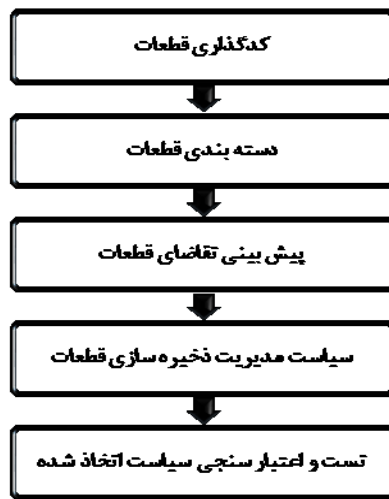 کدگذاری قطعات
دسته بندی قطعات
پیش بینی تقاضای قطعات
سیاست مدیریت ذخیره سازی قطعات
تست و اعتبار سنجی سیاست اتخاذ شده